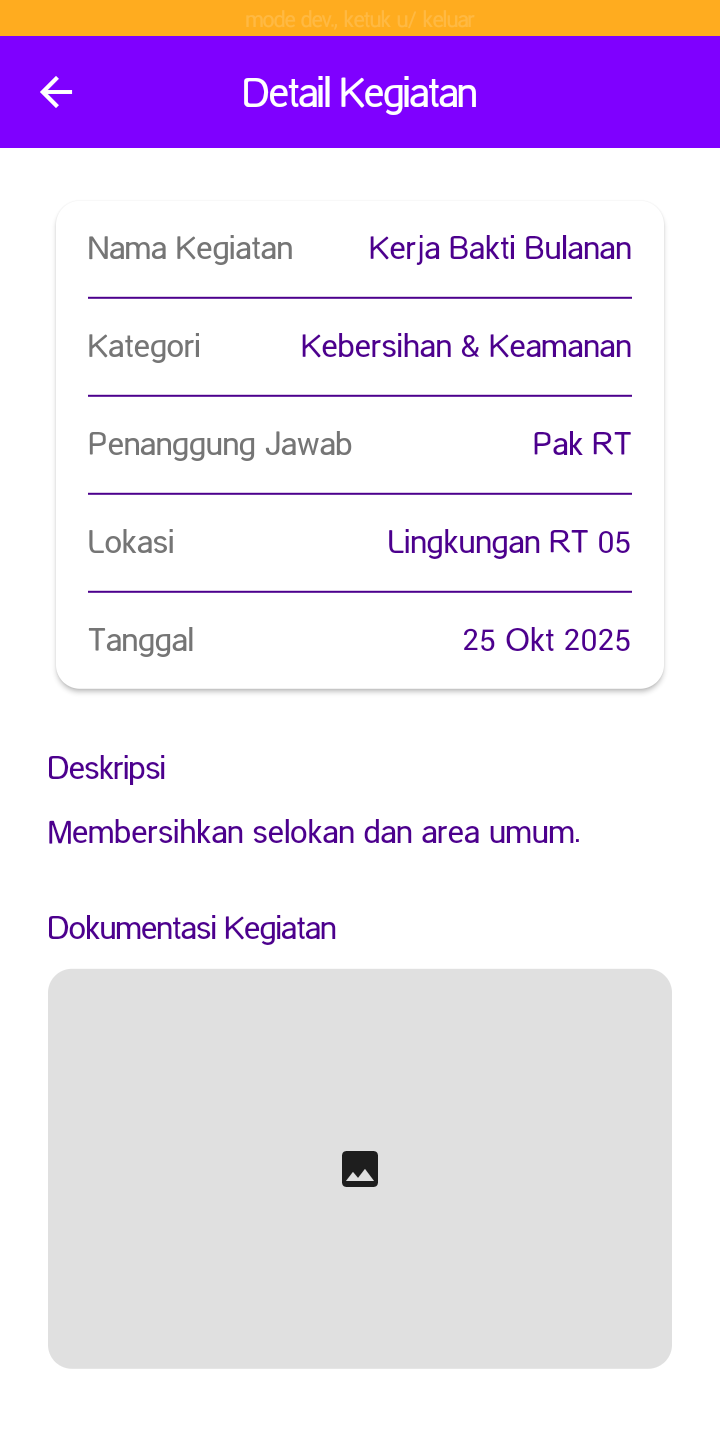 mode dev., ketuk u/ keluar
Detail Kegiatan
Nama Kegiatan Kerja Bakti Bulanan
Kategori Kebersihan & Keamanan
Penanggung Jawab Pak RT
Lokasi Lingkungan RT 05
Tanggal 25 Okt 2025
Deskripsi
Membersihkan selokan dan area umum.
Dokumentasi Kegiatan